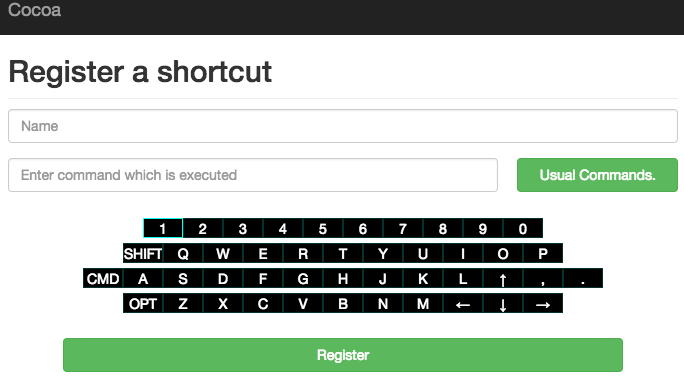 Cocoa
Register a shortcut
Name
Enter command which is executed Usual Commands.
1 2 3 4 5 6 7 8 9 0
SHIFT Q W E R T Y U I O P
CMD A S D F G H J K L ↑ , .
OPT Z X C V B N M ← ↓ →
Register